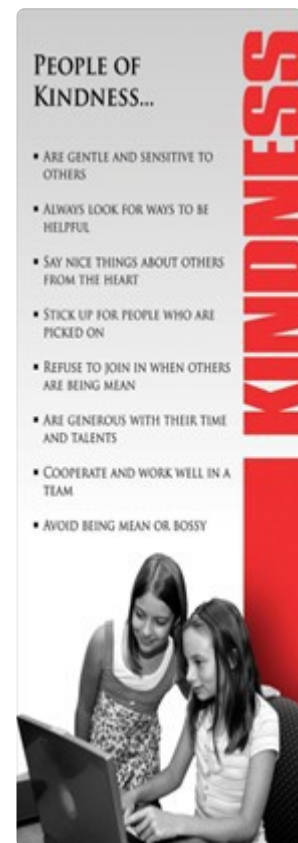 PEOPLE OF
KINDNESS...
▪ ARE GENTLE AND SENSITIVE TO
OTHERS
▪ ALWAYS LOOK FOR WAYS TO BE
HELPFUL
▪ SAY NICE THINGS ABOUT OTHERS
FROM THE HEART
▪ STICK UP FOR PEOPLE WHO ARE
PICKED ON
▪ REFUSE TO JOIN IN WHEN OTHERS
ARE BEING MEAN
▪ ARE GENEROUS WITH THEIR TIME
AND TALENTS
▪ COOPERATE AND WORK WELL IN A
TEAM
▪ AVOID BEING MEAN OR BOSSY
KINDNESS